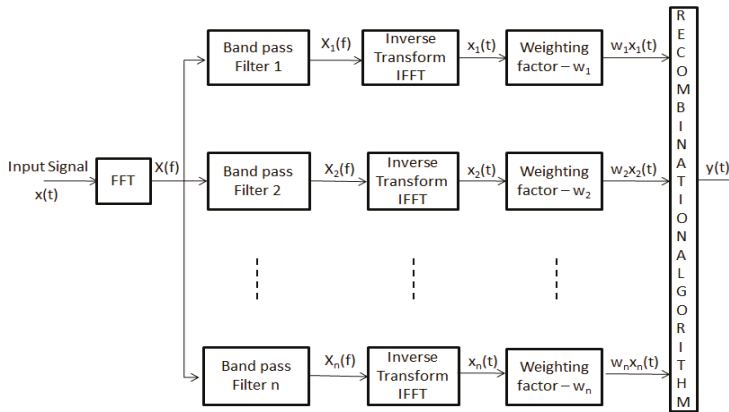 Input Signal
x(t)
FFT
X(f)
Band pass
Filter 1
X₁(f)
Inverse
Transform
IFFT
x₁(t)
Weighting
factor – w₁
w₁x₁(t)
Band pass
Filter 2
X₂(f)
Inverse
Transform
IFFT
x₂(t)
Weighting
factor – w₂
w₂x₂(t)
Band pass
Filter n
Xₙ(f)
Inverse
Transform
IFFT
xₙ(t)
Weighting
factor – wₙ
wₙxₙ(t)
RECOMBINATIONALGORITHM
y(t)